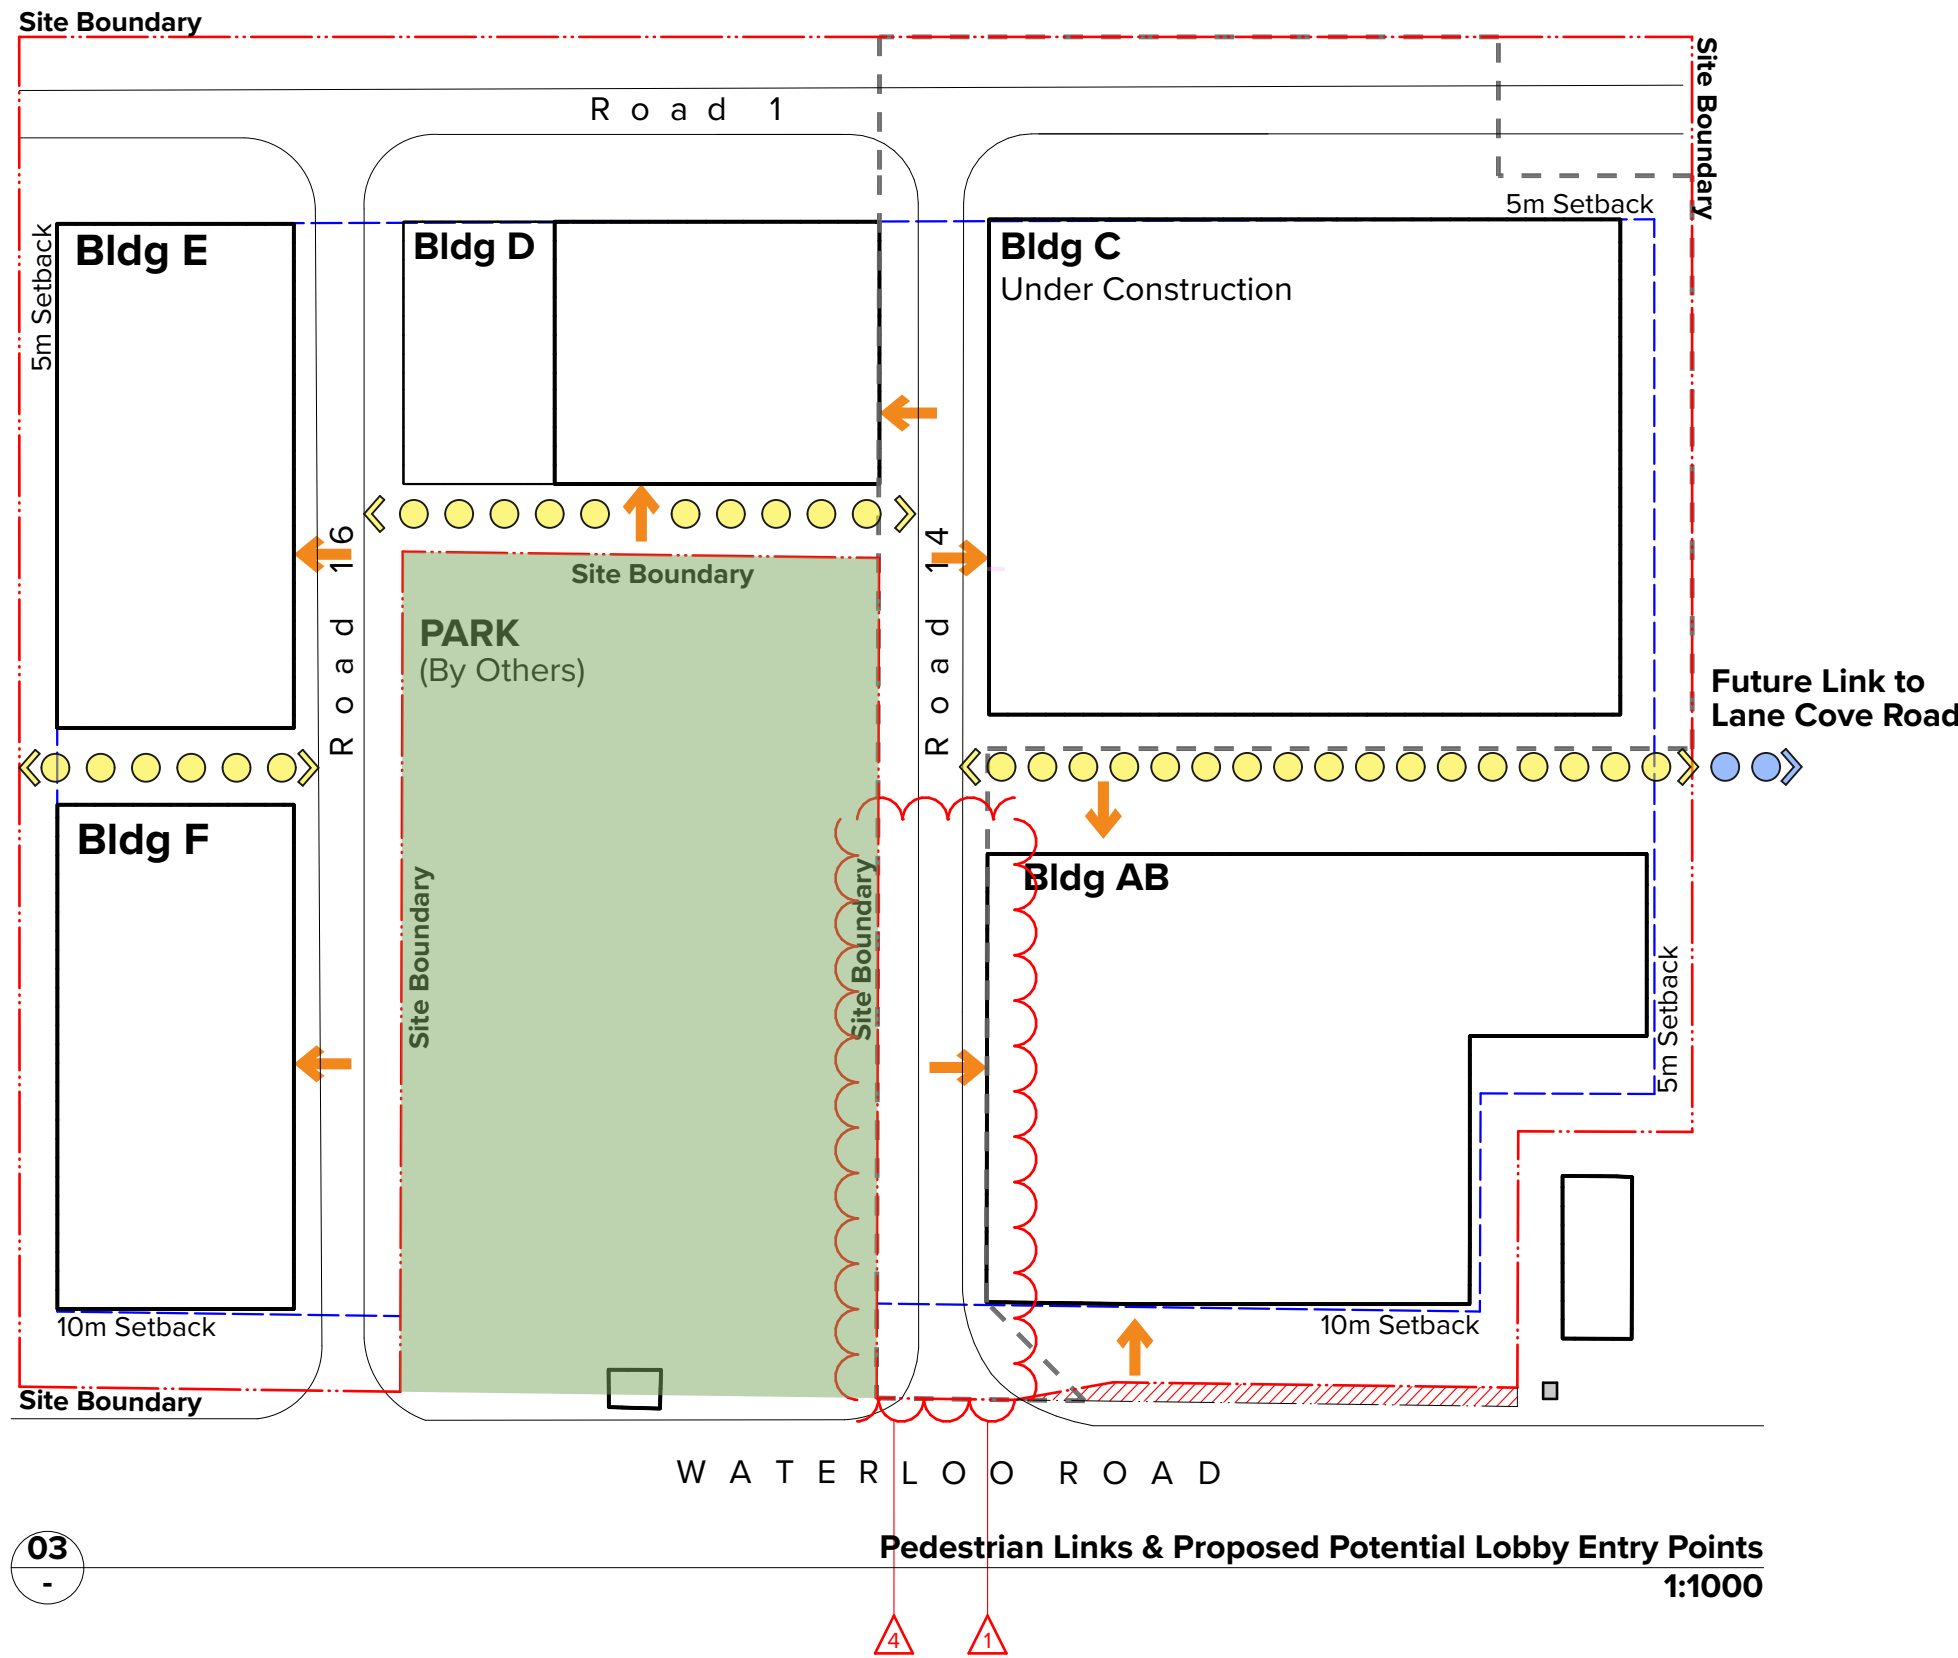 Site Boundary
Site Boundary
Road 1
5m Setback
5m Setback
Bldg E
Bldg D
Bldg C
Under Construction
Road 16
Road 14
Site Boundary
PARK
(By Others)
Future Link to
Lane Cove Road
Bldg F
Bldg AB
Site Boundary
Site Boundary
5m Setback
10m Setback
10m Setback
Site Boundary
WATERLOO ROAD
03
-
Pedestrian Links & Proposed Potential Lobby Entry Points
1:1000
4
1